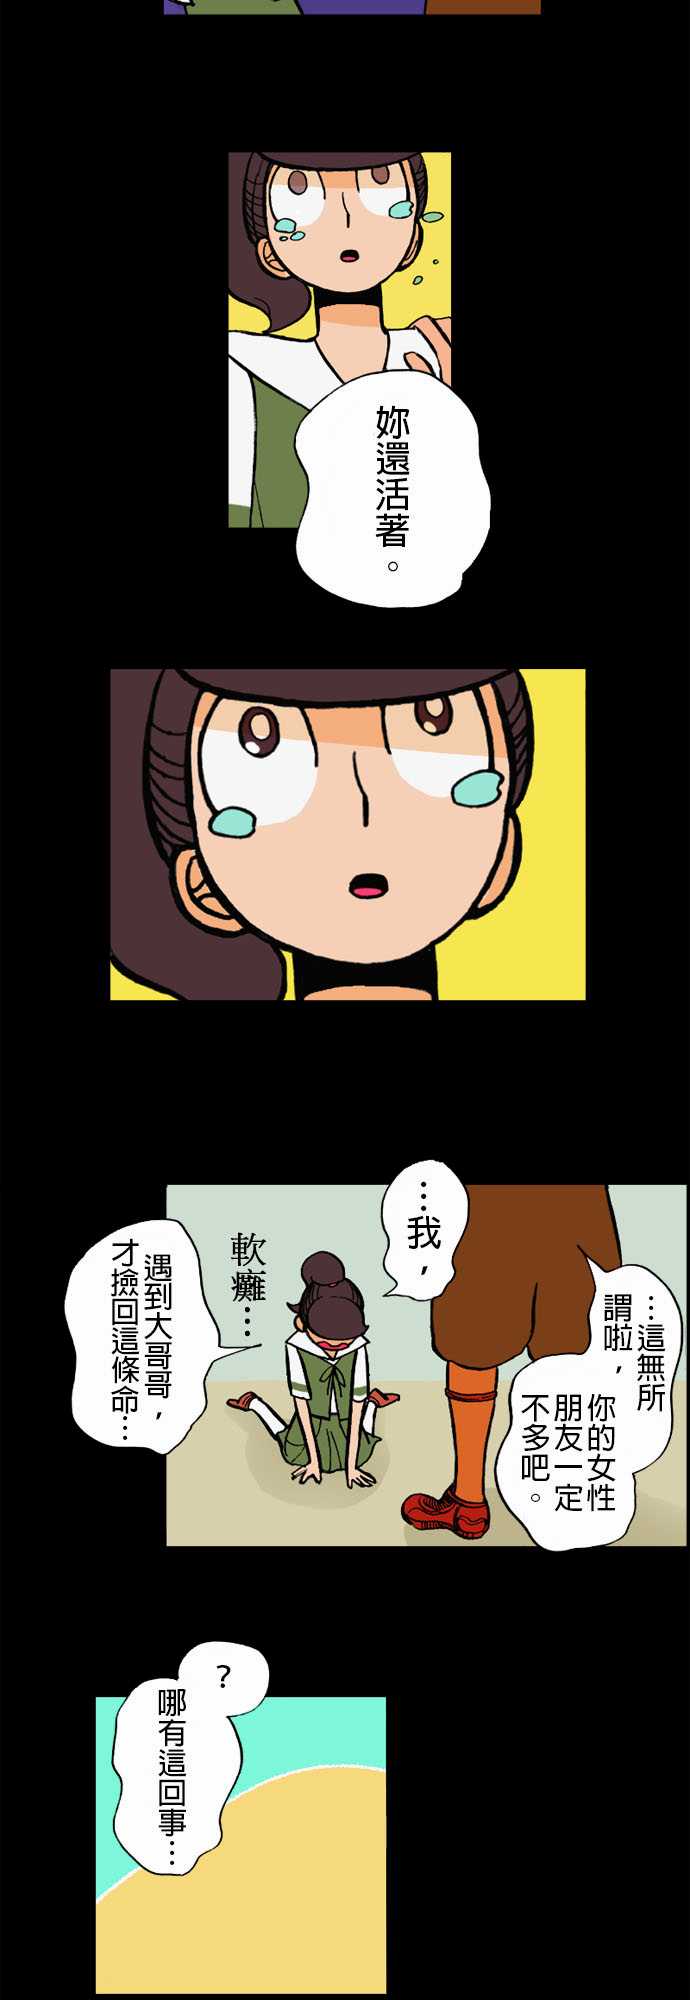 妳還活著。
…我，
…這無所
謂啦，
你的女性
朋友一定
不多吧。
軟癱…
遇到大哥哥，
才撿回這條命…
？
哪有這回事…